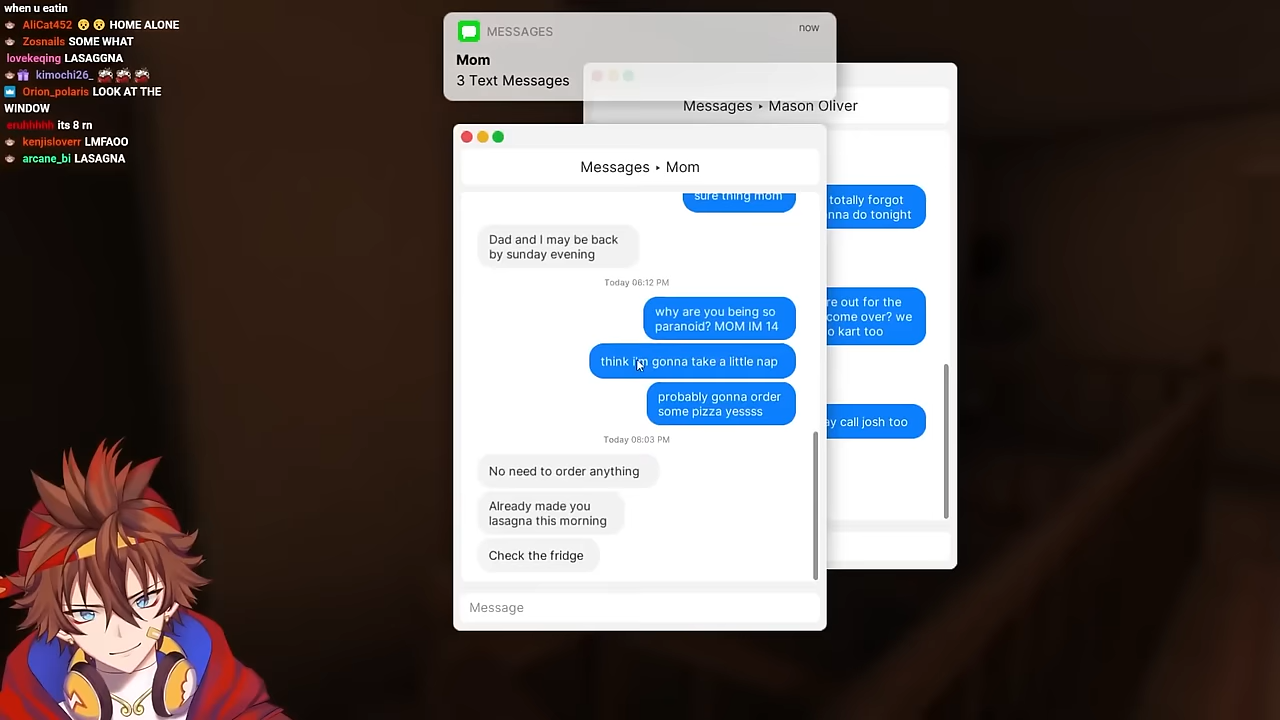 when u eatin
AliCat452 😮 😮 HOME ALONE
Zosnails SOME WHAT
lovekeqing LASAGGNA
kimochi26_
Orion_polaris LOOK AT THE
WINDOW
eruhhhhh its 8 rn
kenjisloverr LMFAOO
arcane_bi LASAGNA
MESSAGES
now
Mom
3 Text Messages
Messages ‣ Mason Oliver
totally forgot
nna do tonight
re out for the
come over? we
o kart too
ay call josh too
Messages ‣ Mom
sure thing mom
Dad and I may be back
by sunday evening
Today 06:12 PM
why are you being so
paranoid? MOM IM 14
think i'm gonna take a little nap
probably gonna order
some pizza yessss
Today 08:03 PM
No need to order anything
Already made you
lasagna this morning
Check the fridge
Message